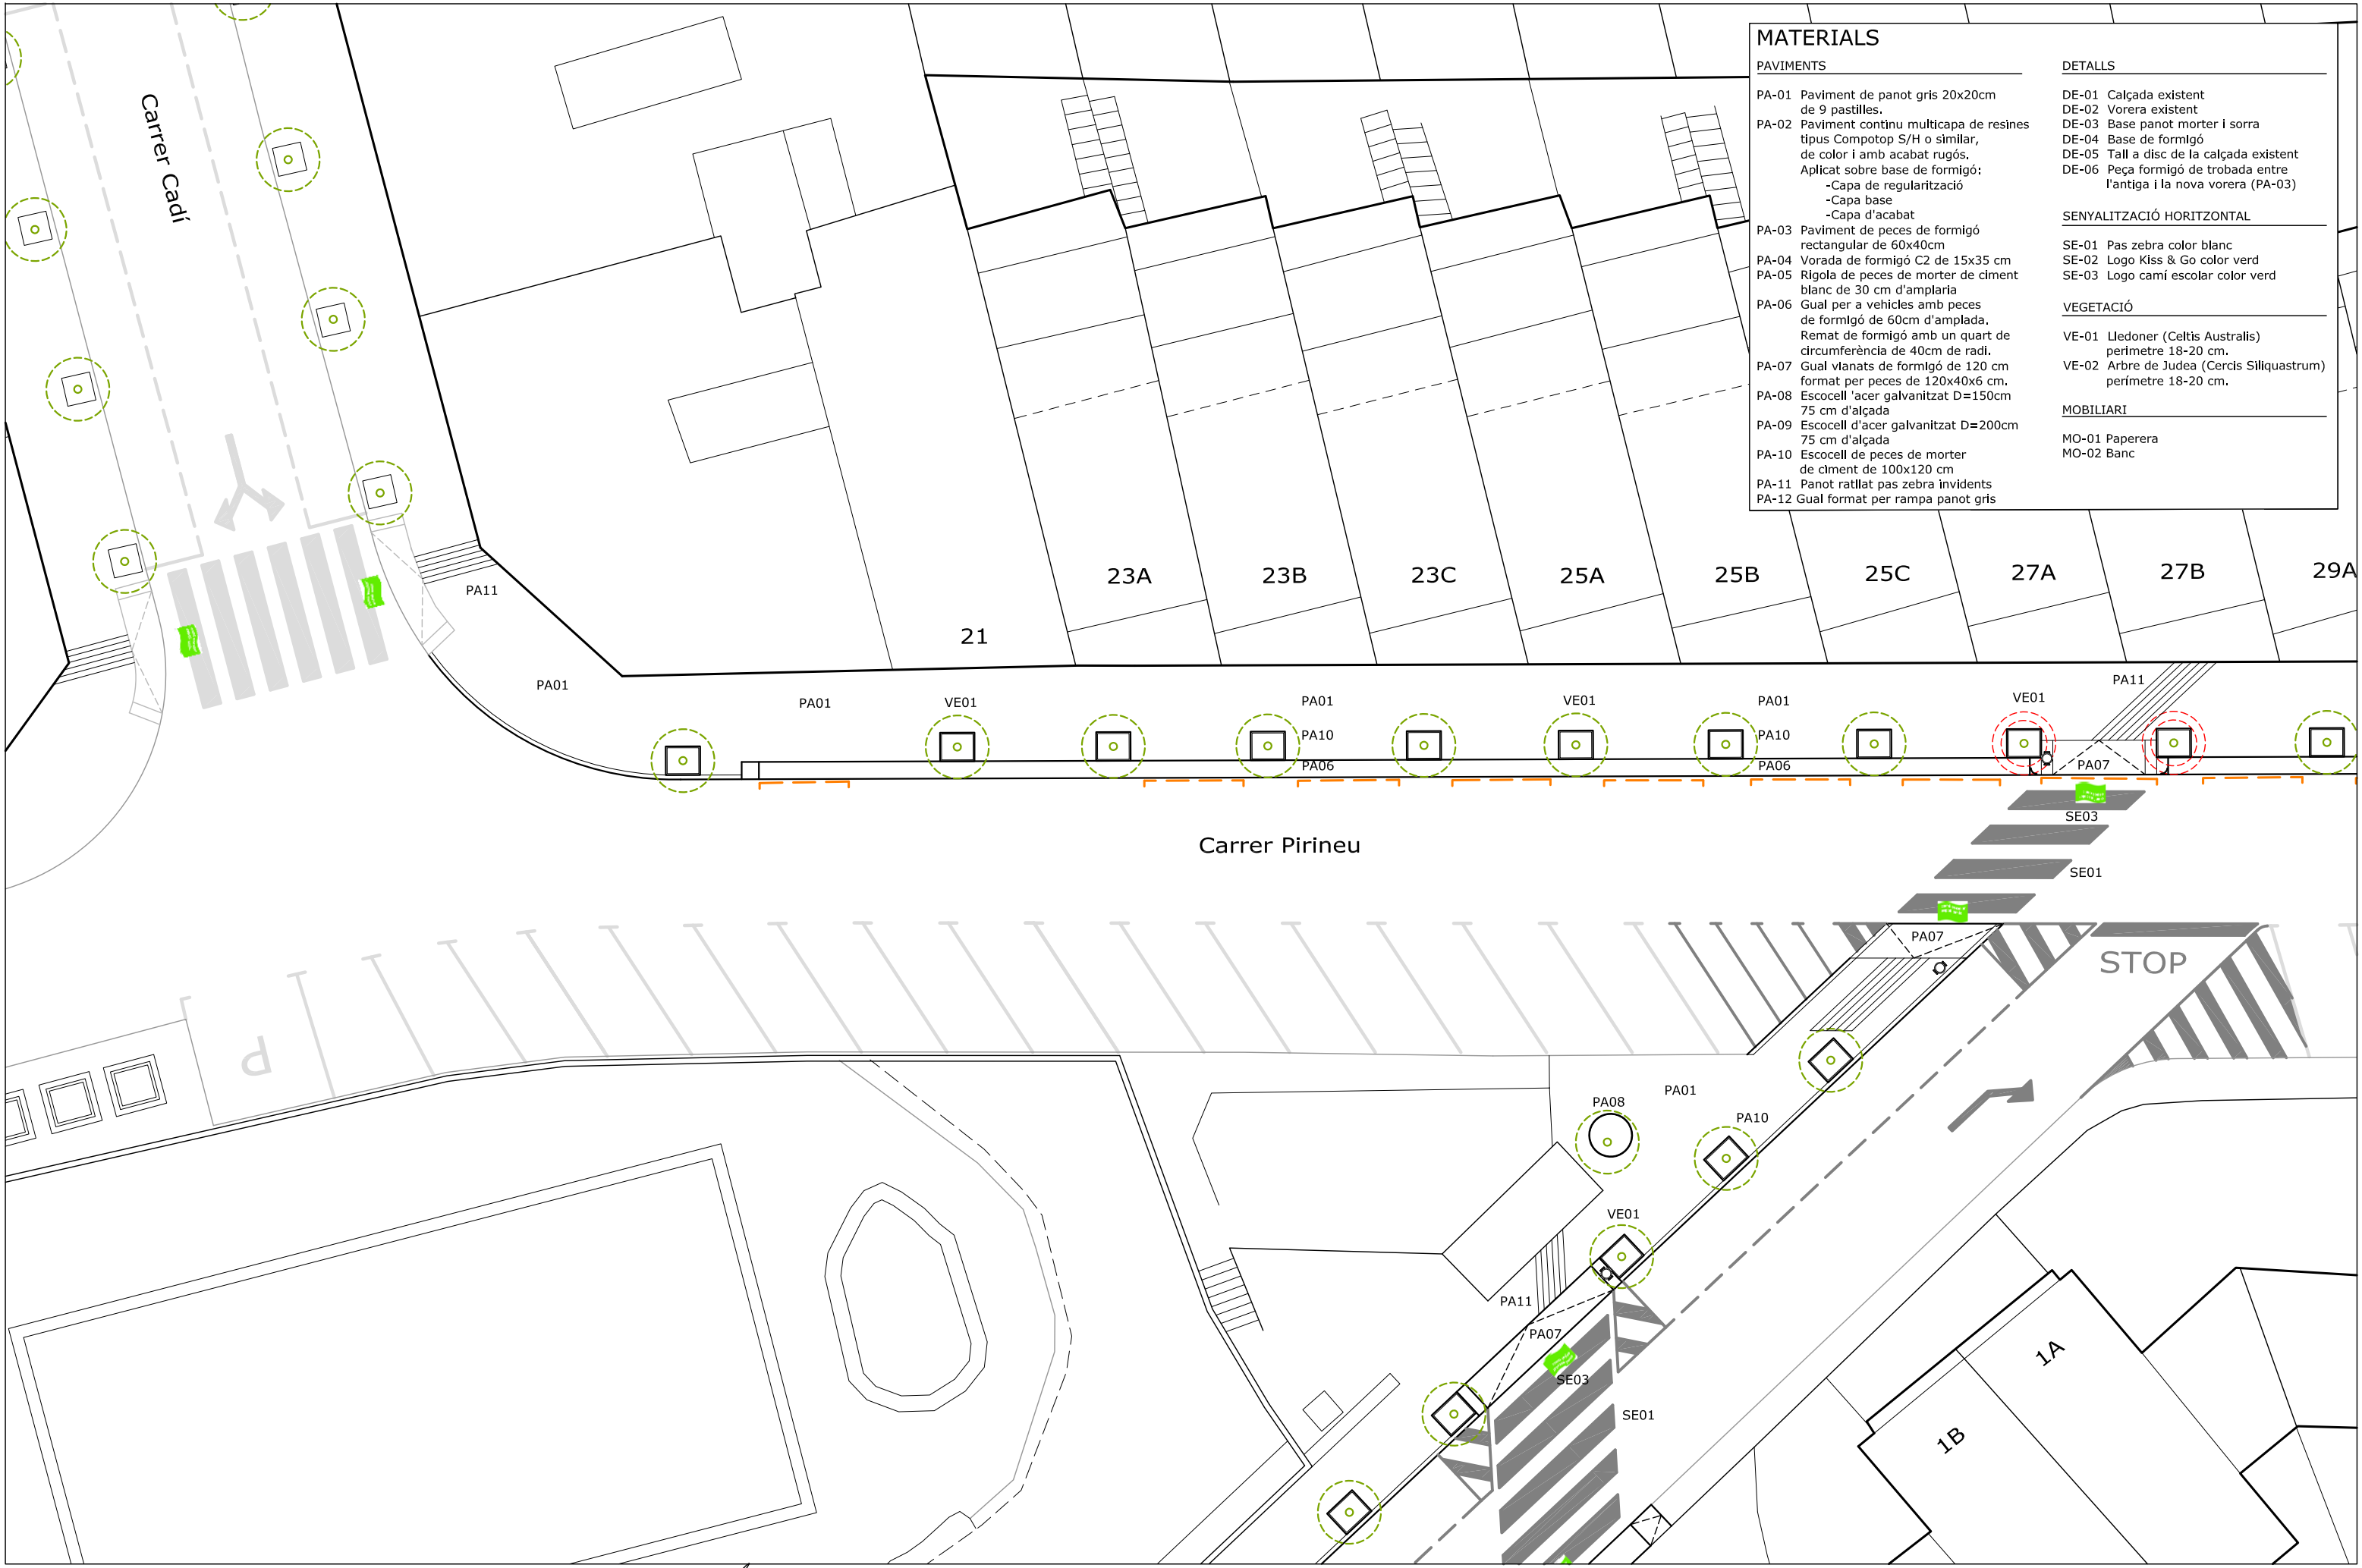 MATERIALS
PAVIMENTS
PA-01 Paviment de panot gris 20x20cm
de 9 pastilles.
PA-02 Paviment continu multicapa de resines
tipus Compotop S/H o similar,
de color i amb acabat rugós.
Aplicat sobre base de formigó:
-Capa de regularització
-Capa base
-Capa d'acabat
PA-03 Paviment de peces de formigó
rectangular de 60x40cm
PA-04 Vorada de formigó C2 de 15x35 cm
PA-05 Rigola de peces de morter de ciment
blanc de 30 cm d'amplaria
PA-06 Gual per a vehicles amb peces
de formigó de 60cm d'amplada.
Remat de formigó amb un quart de
circumferència de 40cm de radi.
PA-07 Gual vianats de formigó de 120 cm
format per peces de 120x40x6 cm.
PA-08 Escocell 'acer galvanitzat D=150cm
75 cm d'alçada
PA-09 Escocell d'acer galvanitzat D=200cm
75 cm d'alçada
PA-10 Escocell de peces de morter
de ciment de 100x120 cm
PA-11 Panot ratllat pas zebra invidents
PA-12 Gual format per rampa panot gris
DETALLS
DE-01 Calçada existent
DE-02 Vorera existent
DE-03 Base panot morter i sorra
DE-04 Base de formigó
DE-05 Tall a disc de la calçada existent
DE-06 Peça formigó de trobada entre
l'antiga i la nova vorera (PA-03)
SENYALITZACIÓ HORITZONTAL
SE-01 Pas zebra color blanc
SE-02 Logo Kiss & Go color verd
SE-03 Logo camí escolar color verd
VEGETACIÓ
VE-01 Lledoner (Celtis Australis)
perimetre 18-20 cm.
VE-02 Arbre de Judea (Cercis Siliquastrum)
perímetre 18-20 cm.
MOBILIARI
MO-01 Paperera
MO-02 Banc
Carrer Cadí
23A
23B
23C
25A
25B
25C
27A
27B
29A
PA11
21
PA01
PA01
VE01
PA01
VE01
PA01
VE01
PA11
PA10
PA10
PA06
PA06
PA07
SE03
Carrer Pirineu
SE01
PA07
STOP
P
PA01
PA08
PA10
VE01
PA11
PA07
SE03
SE01
1A
1B